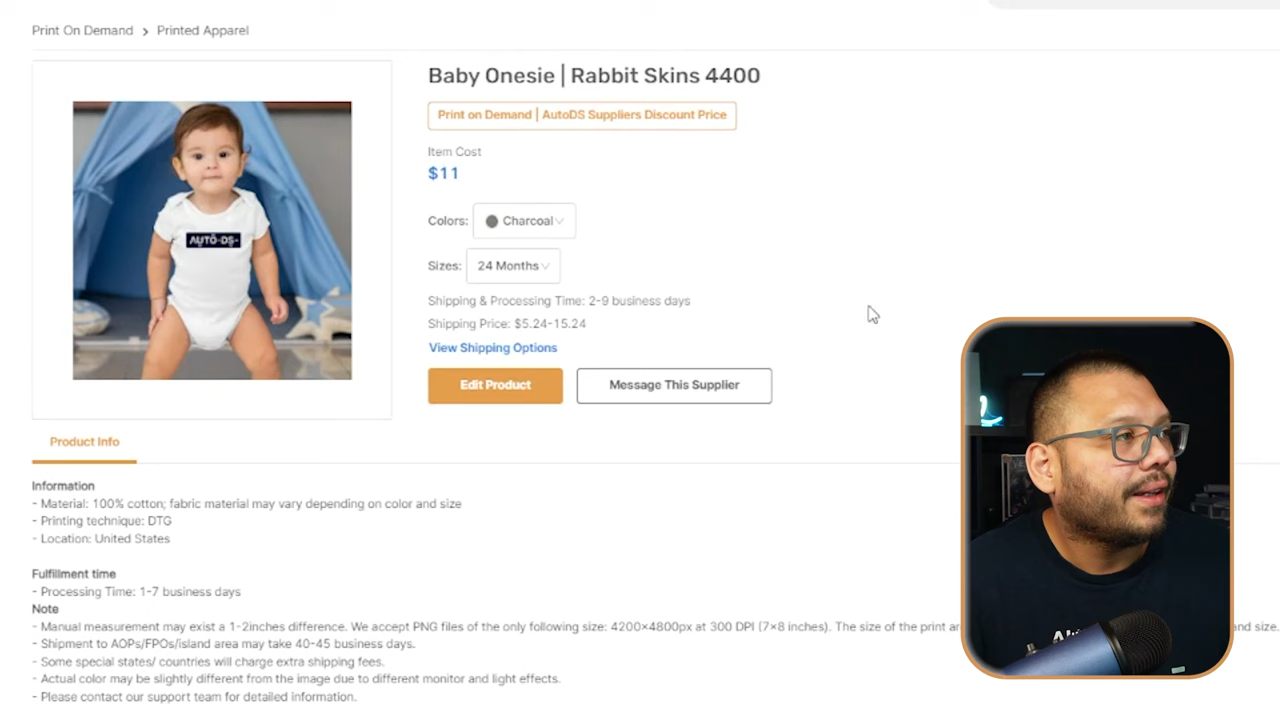 Print On Demand > Printed Apparel
Baby Onesie | Rabbit Skins 4400
Print on Demand | AutoDS Suppliers Discount Price
Item Cost
$11
Colors: Charcoal
Sizes: 24 Months
Shipping & Processing Time: 2-9 business days
Shipping Price: $5.24-15.24
View Shipping Options
Edit Product
Message This Supplier
AUTO-DS-
Product Info
Information
- Material: 100% cotton; fabric material may vary depending on color and size
- Printing technique: DTG
- Location: United States
Fulfillment time
- Processing Time: 1-7 business days
Note
- Manual measurement may exist a 1-2inches difference. We accept PNG files of the only following size: 4200×4800px at 300 DPI (7×8 inches). The size of the print and size.
- Shipment to AOPs/FPOs/island area may take 40-45 business days.
- Some special states/ countries will charge extra shipping fees.
- Actual color may be slightly different from the image due to different monitor and light effects.
- Please contact our support team for detailed information.